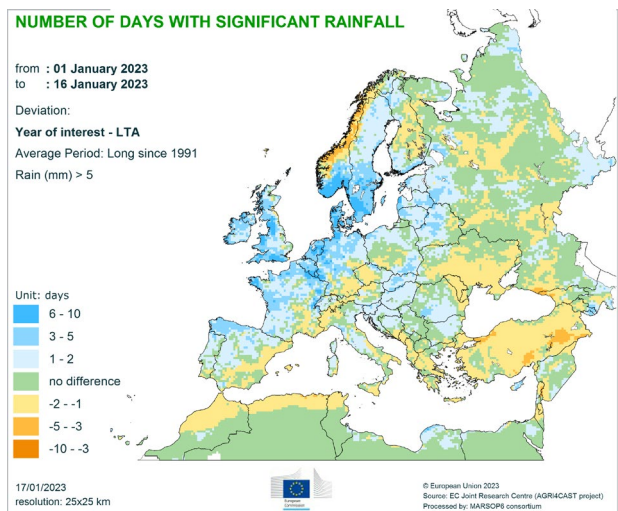 NUMBER OF DAYS WITH SIGNIFICANT RAINFALL
from : 01 January 2023
to : 16 January 2023
Deviation:
Year of interest - LTA
Average Period: Long since 1991
Rain (mm) > 5
Unit: days
6 - 10
3 - 5
1 - 2
no difference
-2 - -1
-5 - -3
-10 - -3
17/01/2023
resolution: 25x25 km
European
Commission
© European Union 2023
Source: EC Joint Research Centre (AGRI4CAST project)
Processed by: MARSOP6 consortium